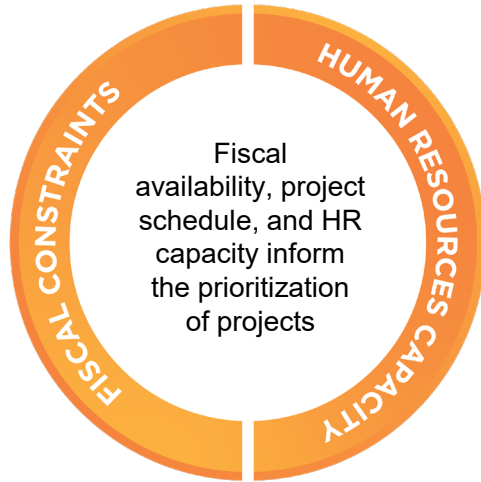 FISCAL CONSTRAINTS
HUMAN RESOURCES CAPACITY
Fiscal
availability, project
schedule, and HR
capacity inform
the prioritization
of projects